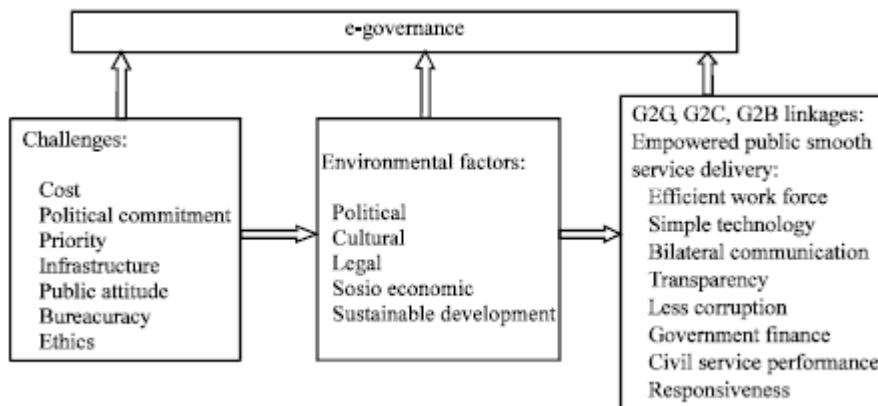 e-governance
Challenges:
Cost
Political commitment
Priority
Infrastructure
Public attitude
Bureacuracy
Ethics
Environmental factors:
Political
Cultural
Legal
Sosio economic
Sustainable development
G2G, G2C, G2B linkages:
Empowered public smooth
service delivery:
Efficient work force
Simple technology
Bilateral communication
Transparency
Less corruption
Government finance
Civil service performance
Responsiveness